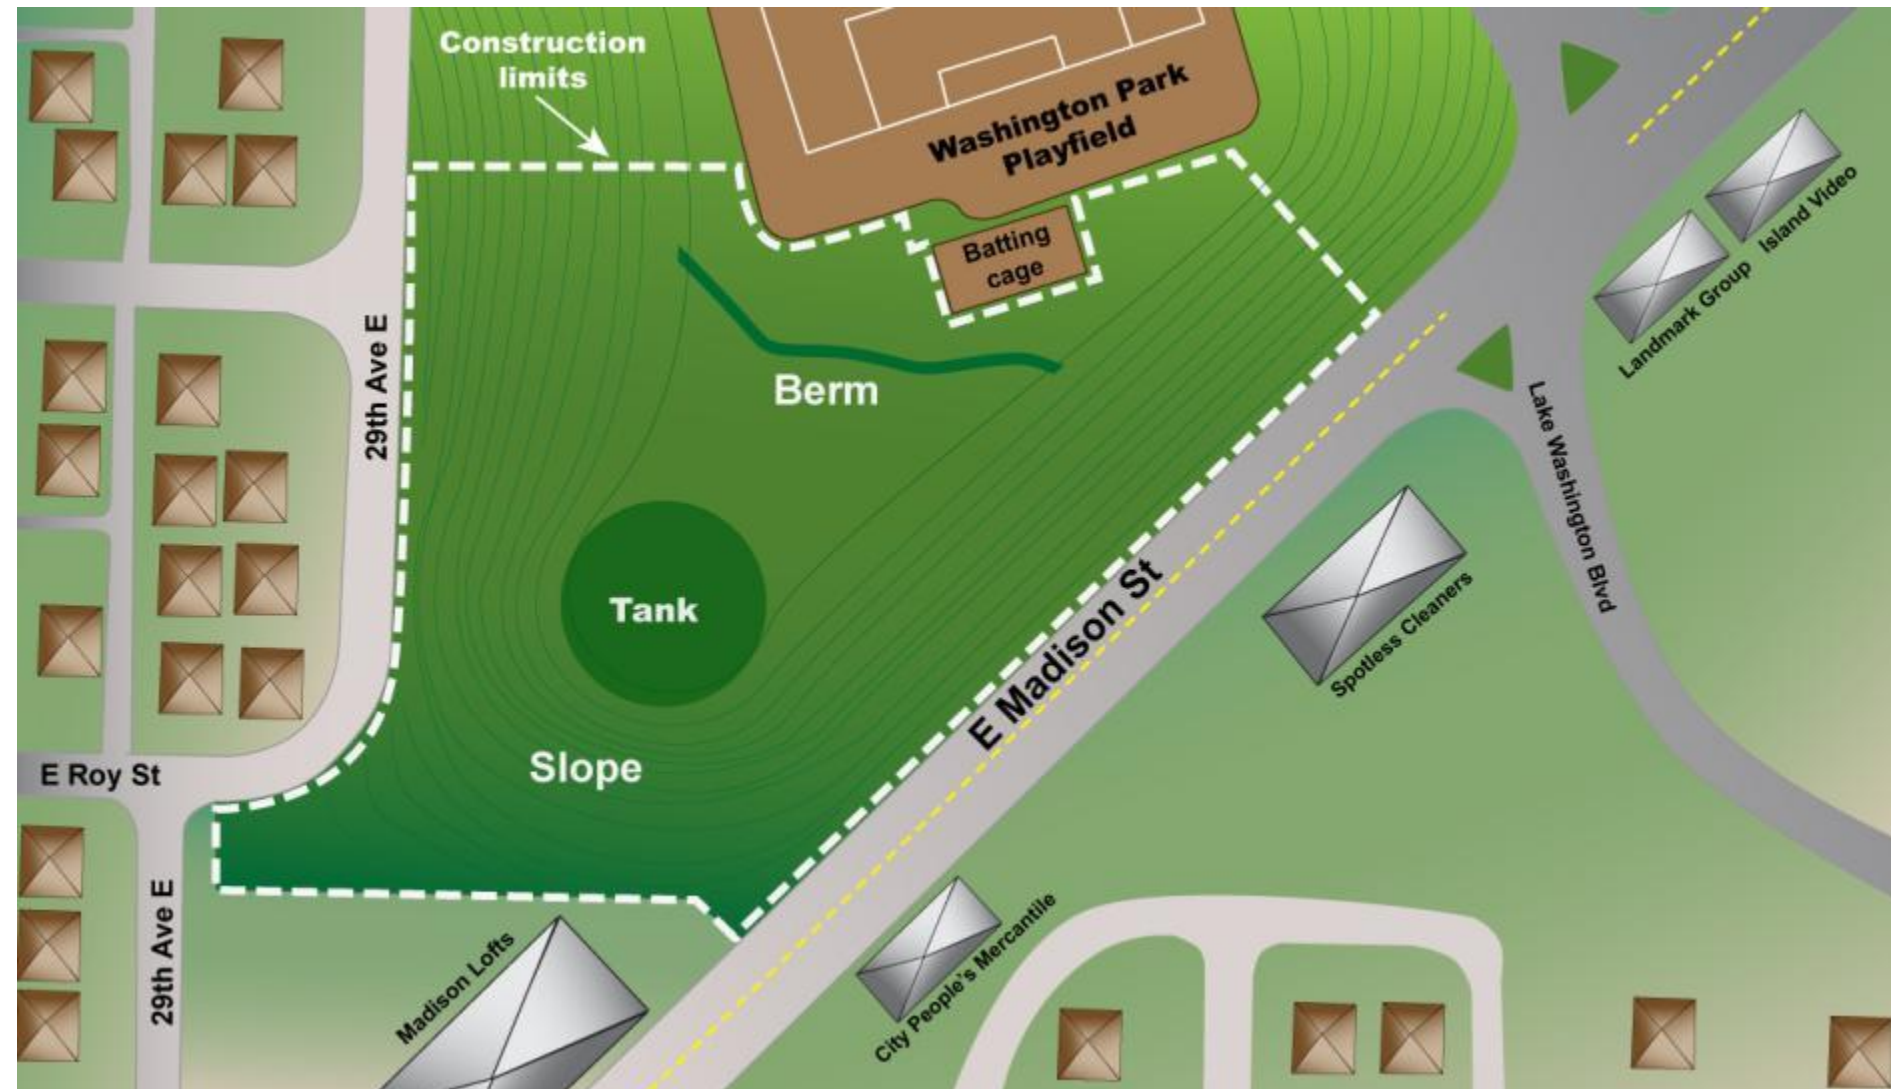 Construction
limits
Washington Park
Playfield
Batting
cage
Island Video
Landmark Group
29th Ave E
Berm
Lake Washington Blvd
Tank
E Madison St
Spotless Cleaners
Slope
E Roy St
29th Ave E
Madison Lofts
City People's Mercantile